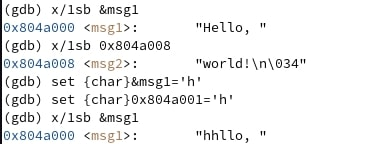 (gdb) x/1sb &msg1
0x804a000 <msg1>:       "Hello, "
(gdb) x/1sb 0x804a008
0x804a008 <msg2>:       "world!\n\034"
(gdb) set {char}&msg1='h'
(gdb) set {char}0x804a001='h'
(gdb) x/1sb &msg1
0x804a000 <msg1>:       "hhllo, "